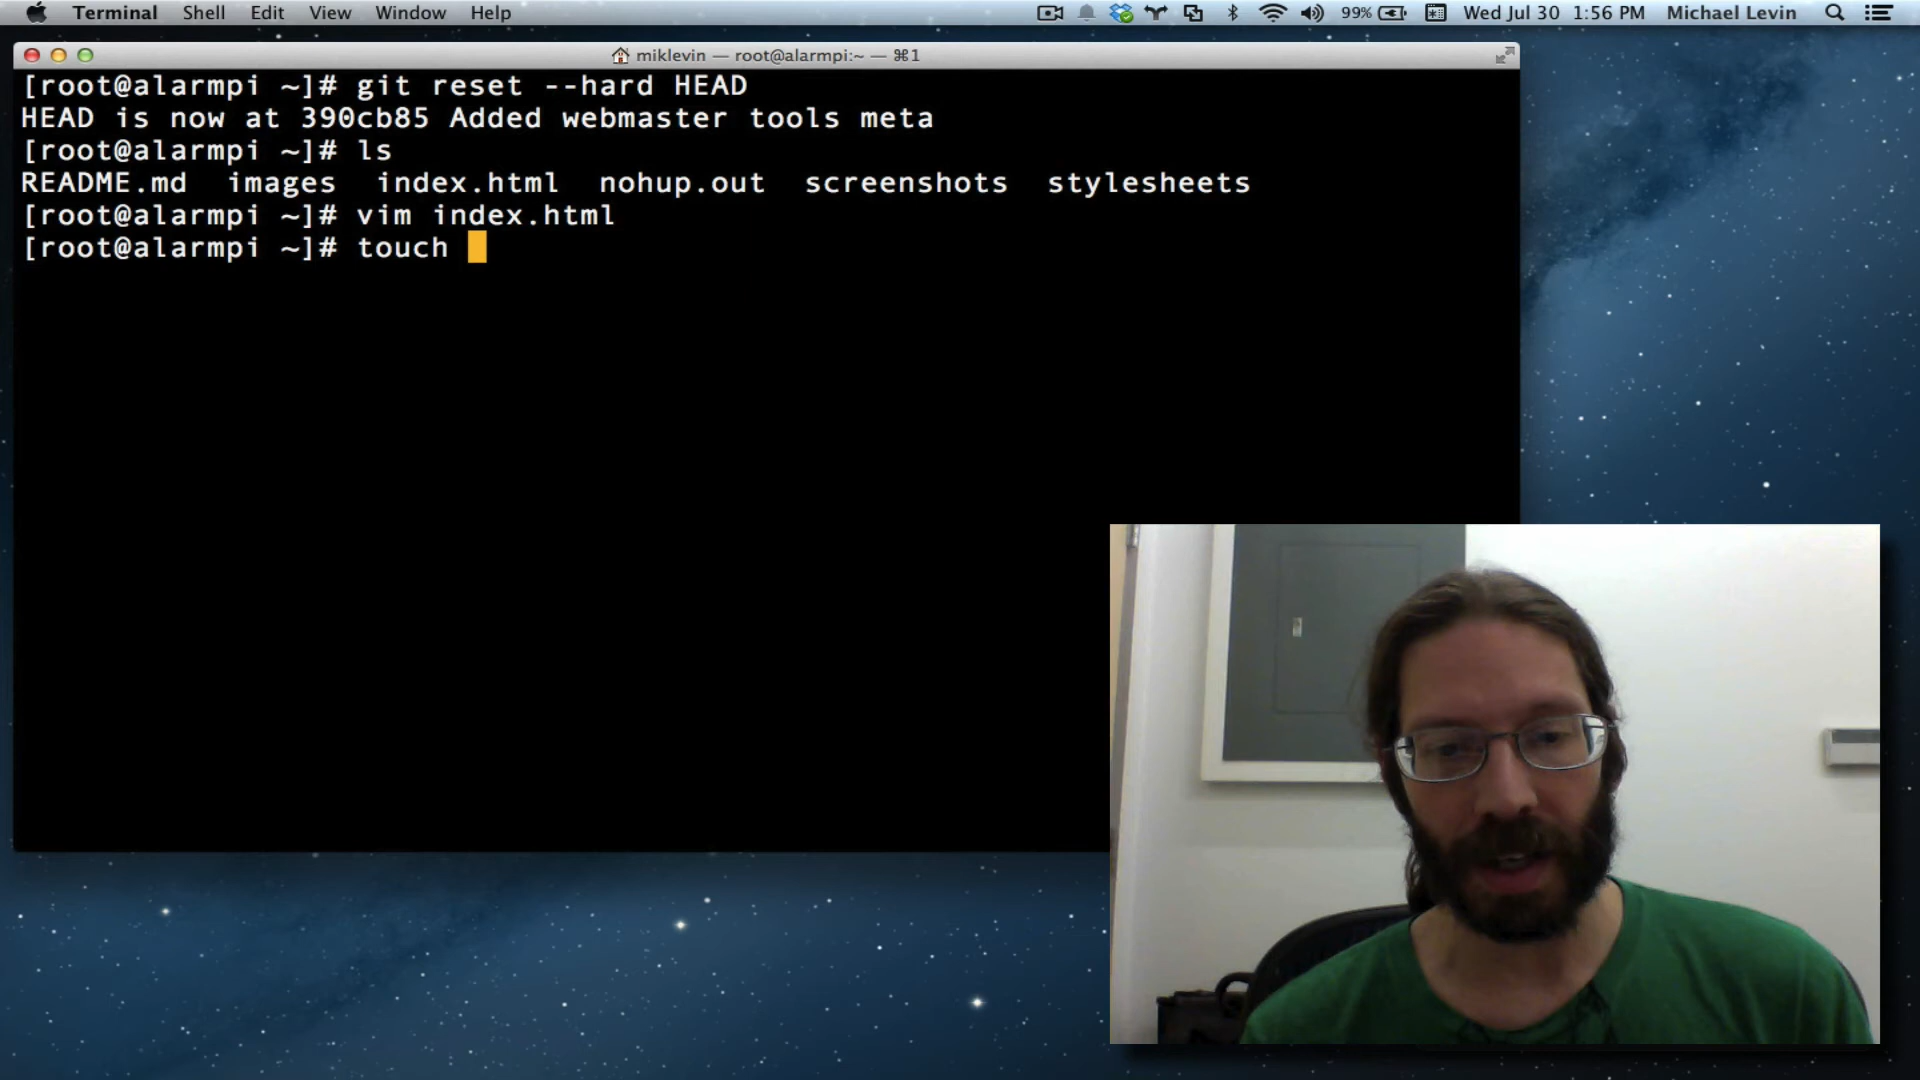 Terminal Shell Edit View Window Help 99% Wed Jul 30 1:56 PM Michael Levin
miklevin — root@alarmpi:~ — ⌘1
[root@alarmpi ~]# git reset --hard HEAD
HEAD is now at 390cb85 Added webmaster tools meta
[root@alarmpi ~]# ls
README.md images index.html nohup.out screenshots stylesheets
[root@alarmpi ~]# vim index.html
[root@alarmpi ~]# touch